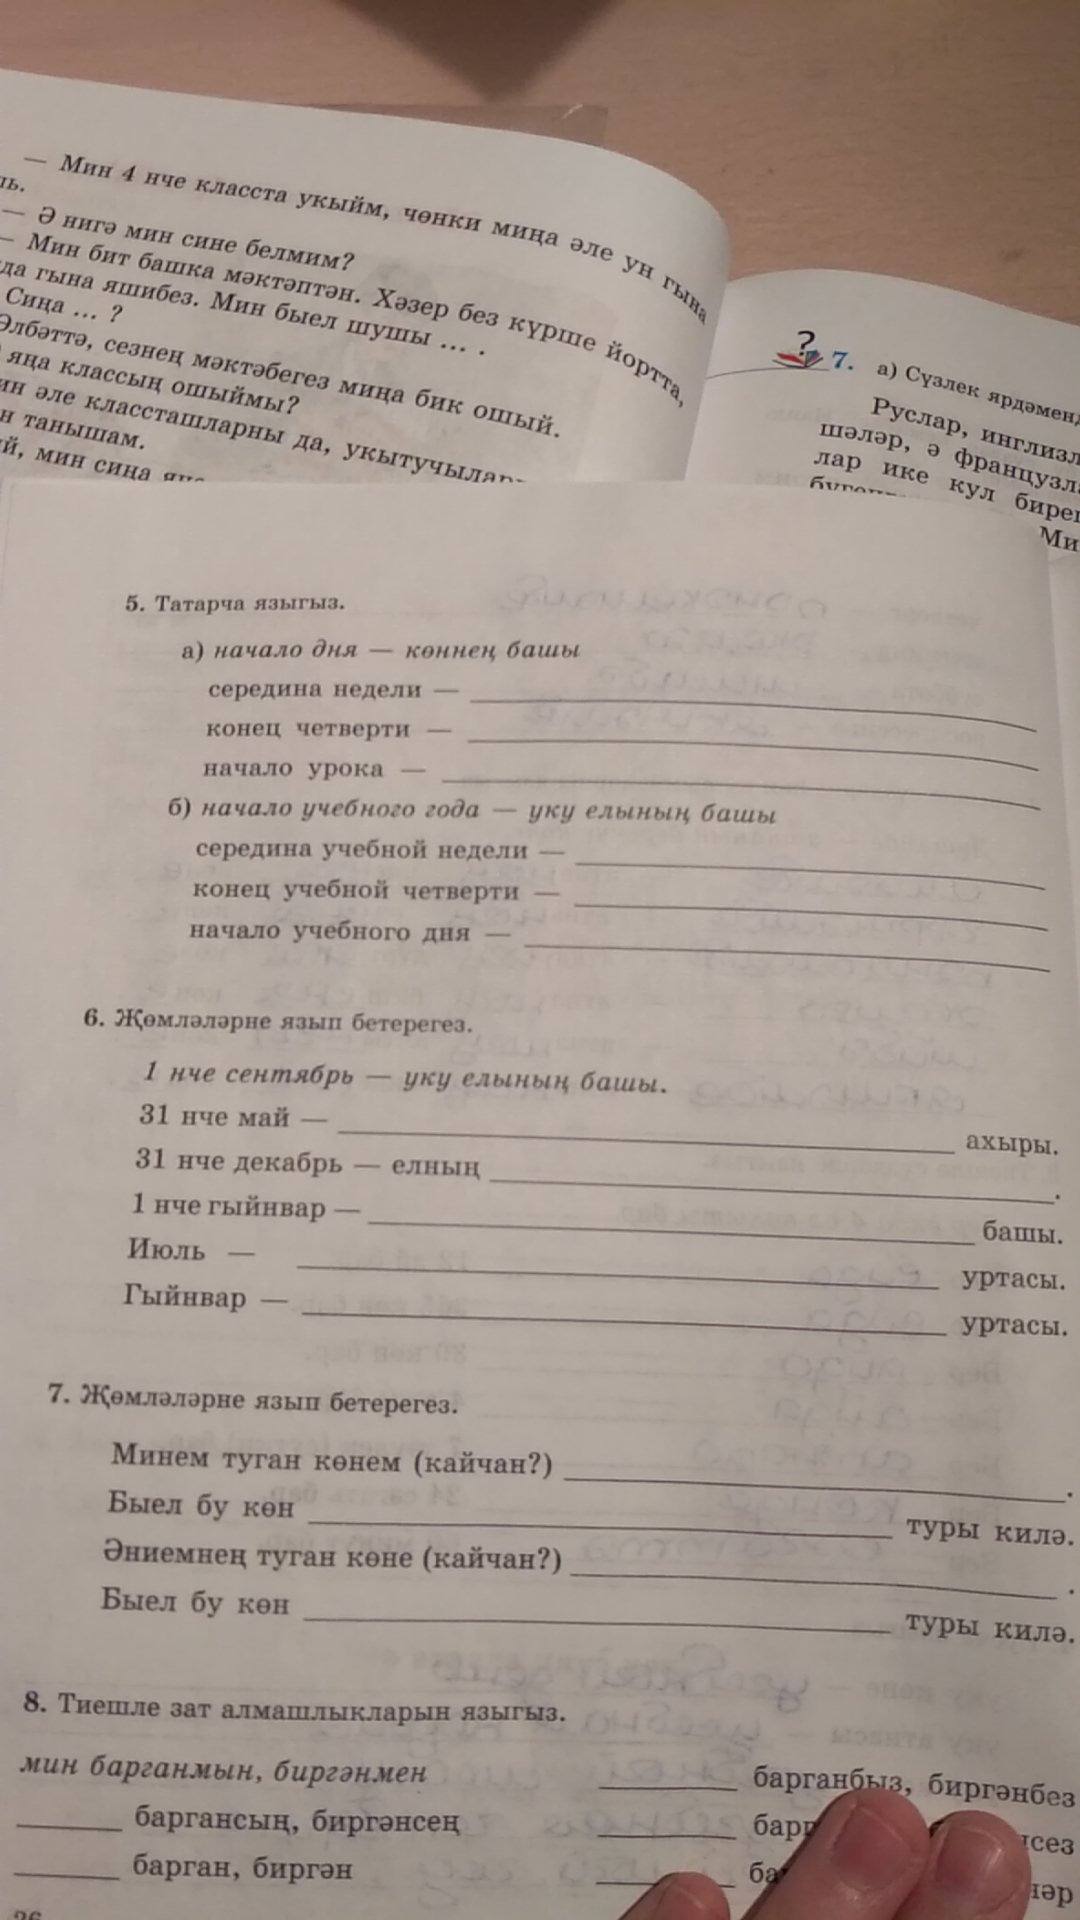 — Мин 4 нче класста укыйм, чөнки миңа әле ун гына
— Ә нигә мин сине белмим?
— Мин бит башка мәктәптән. Хәзер без күрше йортта,
гына яшибез. Мин быел шушы ... .
Сиңа ... ?
Әлбәттә, сезнең мәктәбегез миңа бик ошый.
яңа классың ошыймы?
әле классташларны да,
танышам.
мин сиңа
7. а) Сүзлек
Руслар,
шәләр, ә
лар ике кул
5. Татарча языгыз.
а) начало дня — көннең башы
середина недели —
конец четверти —
начало урока —
б) начало учебного года — уку елының башы
середина учебной недели —
конец учебной четверти —
начало учебного дня —
6. Җөмләләрне язып бетерегез.
1 нче сентябрь — уку елының башы.
31 нче май — ахыры.
31 нче декабрь — елның .
1 нче гыйнвар — башы.
Июль — уртасы.
Гыйнвар — уртасы.
7. Җөмләләрне язып бетерегез.
Минем туган көнем (кайчан?) .
Быел бу көн туры килә.
Әниемнең туган көне (кайчан?) .
Быел бу көн туры килә.
8. Тиешле зат алмашлыкларын языгыз.
мин барганмын, биргәнмен барганбыз, биргәнбез
баргансың, биргәнсең
барган, биргән